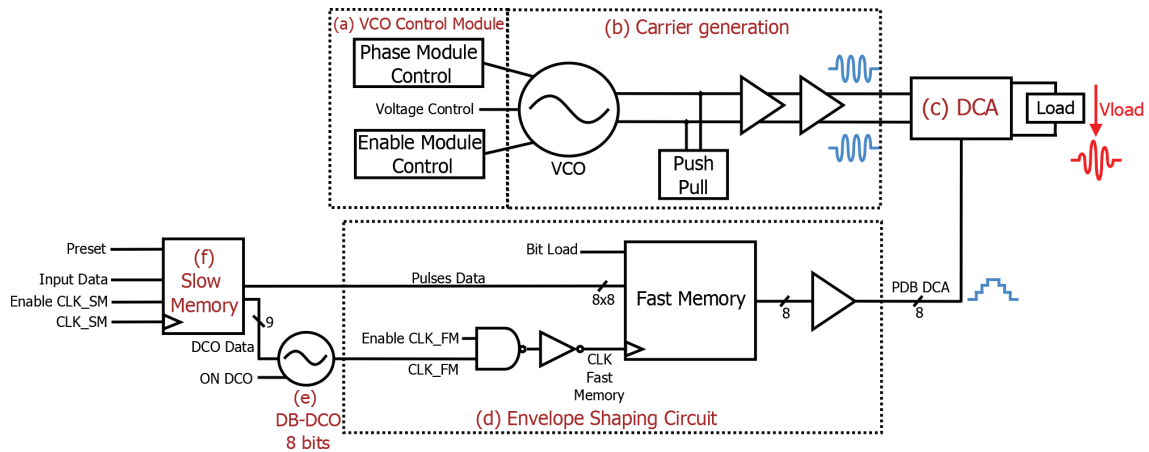 (a) VCO Control Module
Phase Module
Control
Voltage Control
Enable Module
Control
VCO
(b) Carrier generation
Push
Pull
(c) DCA
Load
Vload
Preset
Input Data
Enable CLK_SM
CLK_SM
(f)
Slow
Memory
9
DCO Data
ON DCO
(e)
DB-DCO
8 bits
Bit Load
Pulses Data
8x8
Enable CLK_FM
CLK_FM
CLK
Fast
Memory
Fast Memory
8
PDB DCA
8
(d) Envelope Shaping Circuit